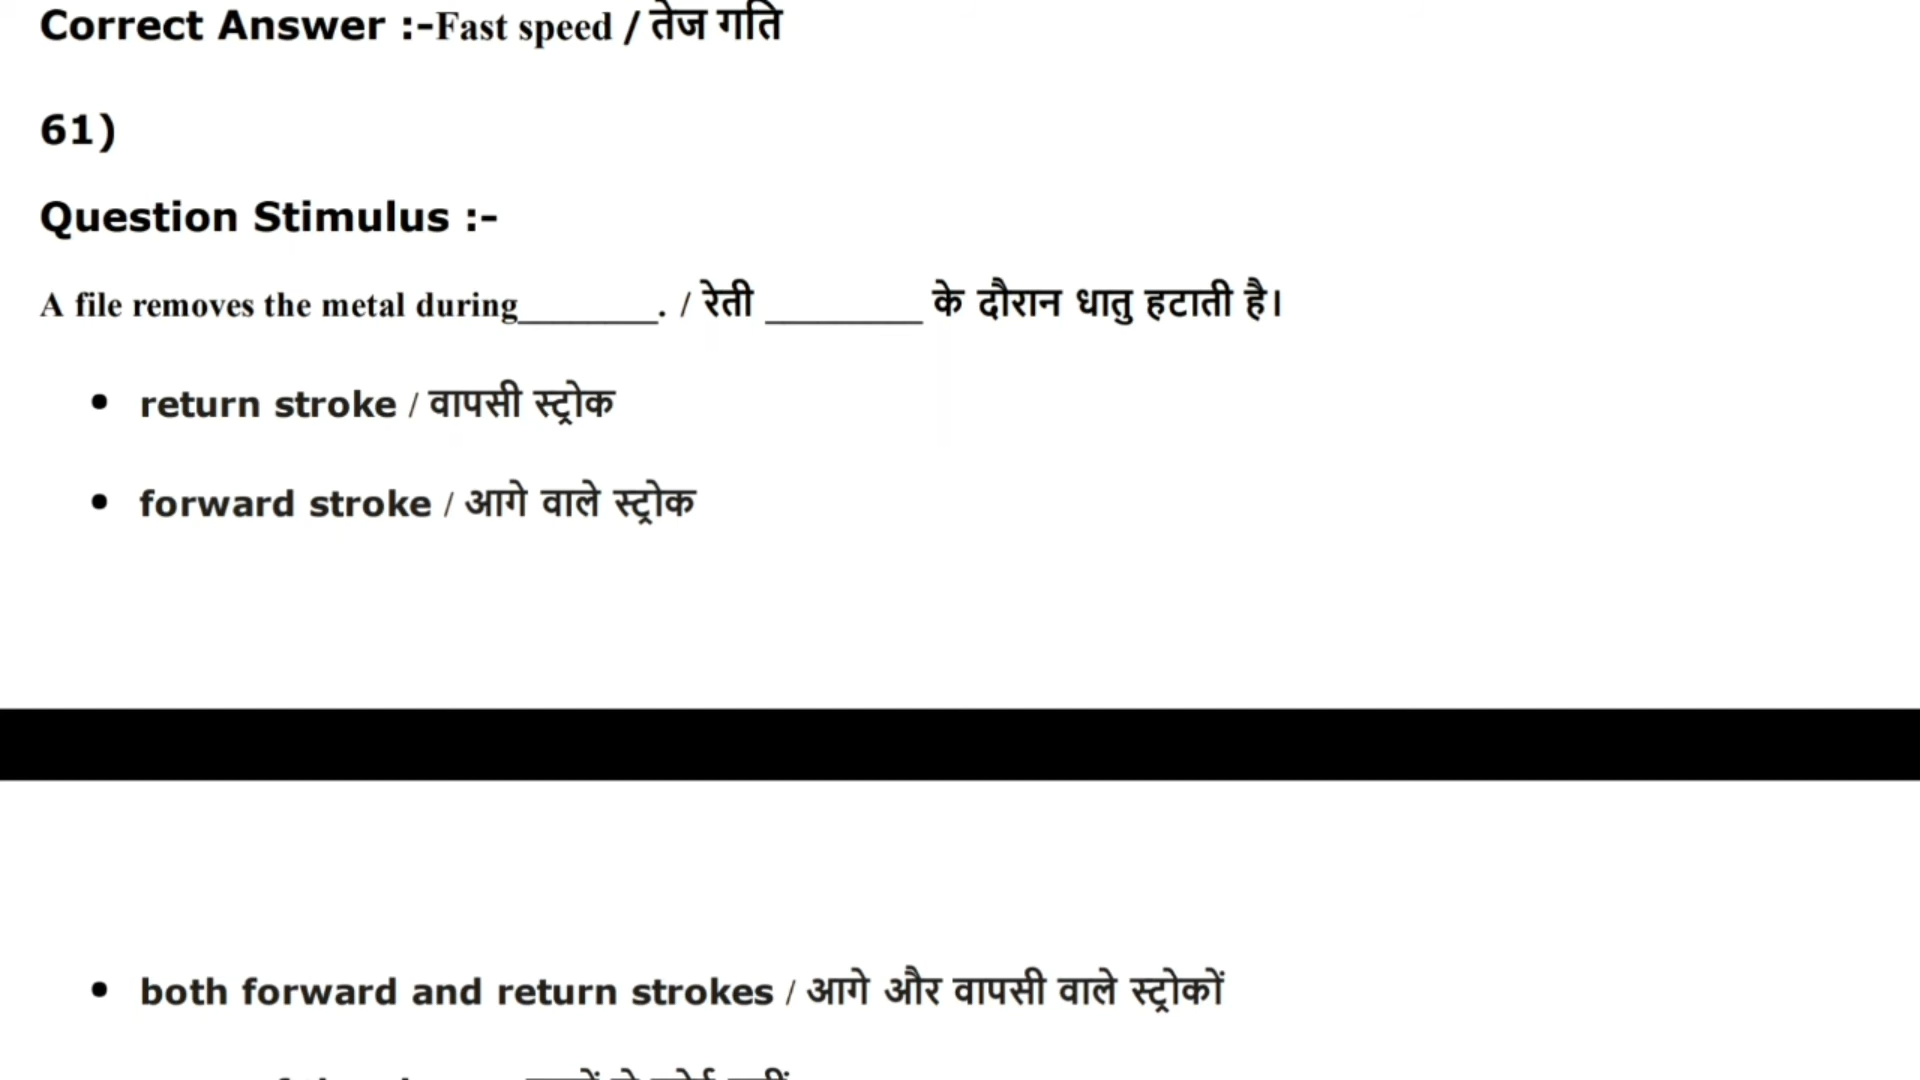 Correct Answer :-Fast speed / तेज गति
61)
Question Stimulus :-
A file removes the metal during________. / रेती _________ के दौरान धातु हटाती है।
• return stroke / वापसी स्ट्रोक
• forward stroke / आगे वाले स्ट्रोक
• both forward and return strokes / आगे और वापसी वाले स्ट्रोकों